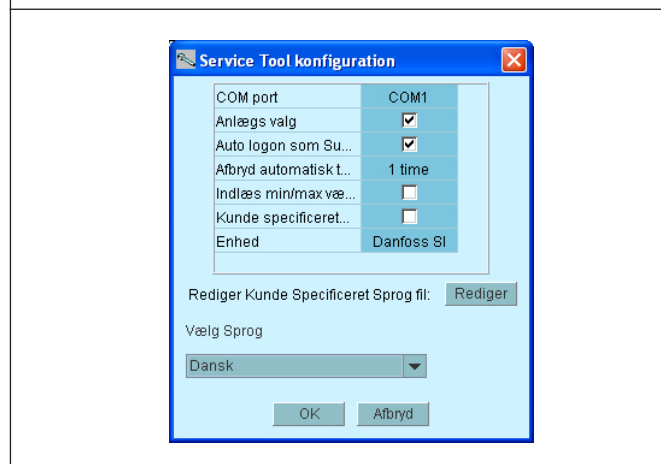 Service Tool konfiguration
COM port COM1
Anlægs valg
Auto logon som Su...
Afbryd automatisk t... 1 time
Indlæs min/max væ...
Kunde specificeret...
Enhed Danfoss SI
Rediger Kunde Specificeret Sprog fil: Rediger
Vælg Sprog
Dansk
OK Afbryd